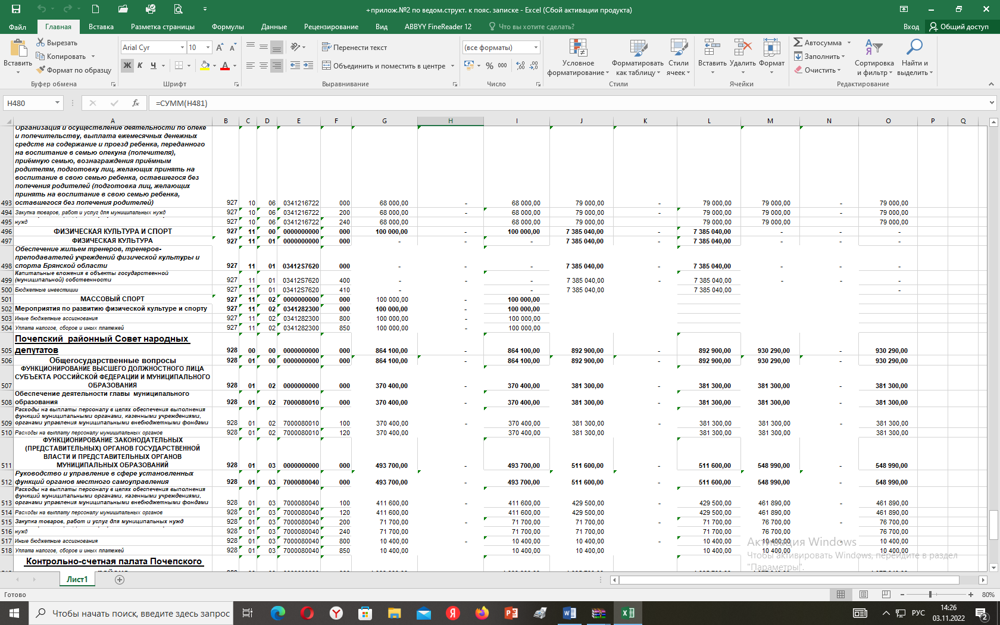 +прилож.№2 по ведом.структ. к пояс. записке - Excel (Сбой активации продукта)
Файл Главная Вставка Разметка страницы Формулы Данные Рецензирование Вид ABBYY FineReader 12 Что вы хотите сделать? Вход Общий доступ
Вставить Вырезать Копировать Формат по образцу
Arial Cyr 10
Ж К Ч
Перенести текст
Объединить и поместить в центре
(все форматы)
% 000
Условное форматирование Форматировать как таблицу Стили ячеек
Вставить Удалить Формат
Автосумма Заполнить Очистить
Сортировка и фильтр Найти и выделить
Буфер обмена Шрифт Выравнивание Число Стили Ячейки Редактирование
H480 fx =СУММ(H481)
A B C D E F G H I J K L M N O P Q
Организация и осуществление деятельности по опеке
и попечительству, выплата ежемесячных денежных
средств на содержание и проезд ребенка, переданного
на воспитание в семью опекуна (попечителя),
приёмную семью, вознаграждения приёмным
родителям, подготовку лиц, желающих принять на
воспитание в свою семью ребенка, оставшегося без
попечения родителей (подготовка лиц, желающих
принять на воспитание в свою семью ребенка,
493 оставшегося без попечения родителей) 927 10 06 0341216722 000 68 000,00 - 68 000,00 79 000,00 - 79 000,00 79 000,00 - 79 000,00
494 Закупка товаров, работ и услуг для муниципальных нужд 927 10 06 0341216722 200 68 000,00 - 68 000,00 79 000,00 - 79 000,00 79 000,00 - 79 000,00
495 нужд 927 10 06 0341216722 240 68 000,00 68 000,00 79 000,00 - 79 000,00 79 000,00 - 79 000,00
496 ФИЗИЧЕСКАЯ КУЛЬТУРА И СПОРТ 927 11 00 0000000000 000 100 000,00 - 100 000,00 7 385 040,00 - 7 385 040,00 - - -
497 ФИЗИЧЕСКАЯ КУЛЬТУРА 927 11 01 0000000000 000 - - - 7 385 040,00 - 7 385 040,00 - - -
Обеспечение жильем тренеров, тренеров-
преподавателей учреждений физической культуры и
498 спорта Брянской области 927 11 01 03412S7620 000 - - - 7 385 040,00 - 7 385 040,00 - - -
Капитальные вложения в объекты государственной
499 (муниципальной) собственности 927 11 01 03412S7620 400 - - - 7 385 040,00 - 7 385 040,00 - - -
500 Бюджетные инвестиции 927 11 01 03412S7620 410 - - 7 385 040,00 7 385 040,00 -
501 МАССОВЫЙ СПОРТ 927 11 02 0000000000 000 100 000,00 - 100 000,00
502 Мероприятия по развитию физической культуре и спорту 927 11 02 0341282300 000 100 000,00 - 100 000,00
503 Иные бюджетные ассигнования 927 11 02 0341282300 800 100 000,00 - 100 000,00
504 Уплата налогов, сборов и иных платежей 927 11 02 0341282300 850 100 000,00 - 100 000,00
Почепский районный Совет народных
505 депутатов 928 00 00 0000000000 000 864 100,00 - 864 100,00 892 900,00 - 892 900,00 930 290,00 - 930 290,00
506 Общегосударственные вопросы 928 01 00 0000000000 000 864 100,00 - 864 100,00 892 900,00 - 892 900,00 930 290,00 - 930 290,00
ФУНКЦИОНИРОВАНИЕ ВЫСШЕГО ДОЛЖНОСТНОГО ЛИЦА
СУБЪЕКТА РОССИЙСКОЙ ФЕДЕРАЦИИ И МУНИЦИПАЛЬНОГО
507 ОБРАЗОВАНИЯ 928 01 02 0000000000 000 370 400,00 - 370 400,00 381 300,00 - 381 300,00 381 300,00 - 381 300,00
Обеспечение деятельности главы муниципального
508 образования 928 01 02 7000080010 000 370 400,00 - 370 400,00 381 300,00 - 381 300,00 381 300,00 - 381 300,00
Расходы на выплаты персоналу в целях обеспечения выполнения
функций муниципальными органами, казенными учреждениями,
509 органами управления муниципальными внебюджетными фондами 928 01 02 7000080010 100 370 400,00 - 370 400,00 381 300,00 - 381 300,00 381 300,00 - 381 300,00
510 Расходы на выплату персоналу муниципальных органов 928 01 02 7000080010 120 370 400,00 370 400,00 381 300,00 381 300,00 381 300,00 381 300,00
ФУНКЦИОНИРОВАНИЕ ЗАКОНОДАТЕЛЬНЫХ
(ПРЕДСТАВИТЕЛЬНЫХ) ОРГАНОВ ГОСУДАРСТВЕННОЙ
ВЛАСТИ И ПРЕДСТАВИТЕЛЬНЫХ ОРГАНОВ
511 МУНИЦИПАЛЬНЫХ ОБРАЗОВАНИЙ 928 01 03 0000000000 000 493 700,00 - 493 700,00 511 600,00 - 511 600,00 548 990,00 - 548 990,00
Руководство и управление в сфере установленных
512 функций органов местного самоуправления 928 01 03 7000080040 000 493 700,00 - 493 700,00 511 600,00 - 511 600,00 548 990,00 - 548 990,00
Расходы на выплаты персоналу в целях обеспечения выполнения
функций муниципальными органами, казенными учреждениями,
513 органами управления муниципальными внебюджетными фондами 928 01 03 7000080040 100 411 600,00 - 411 600,00 429 500,00 - 429 500,00 461 890,00 - 461 890,00
514 Расходы на выплату персоналу муниципальных органов 928 01 03 7000080040 120 411 600,00 411 600,00 429 500,00 429 500,00 461 890,00 461 890,00
515 Закупка товаров, работ и услуг для муниципальных нужд 928 01 03 7000080040 200 71 700,00 - 71 700,00 71 700,00 - 71 700,00 76 700,00 - 76 700,00
516 нужд 928 01 03 7000080040 240 71 700,00 71 700,00 71 700,00 71 700,00 76 700,00 76 700,00
517 Иные бюджетные ассигнования 928 01 03 7000080040 800 10 400,00 - 10 400,00 10 400,00 - 10 400,00 10 400,00 - 10 400,00
518 Уплата налогов, сборов и иных платежей 928 01 03 7000080040 850 10 400,00 10 400,00 10 400,00 10 400,00 10 400,00 10 400,00
Контрольно-счетная палата Почепского
Активация Windows
Чтобы активировать Windows, перейдите в раздел
"Параметры".
Лист1
Готово 80%
Чтобы начать поиск, введите здесь запрос
РУС 14:26
03.11.2022 2